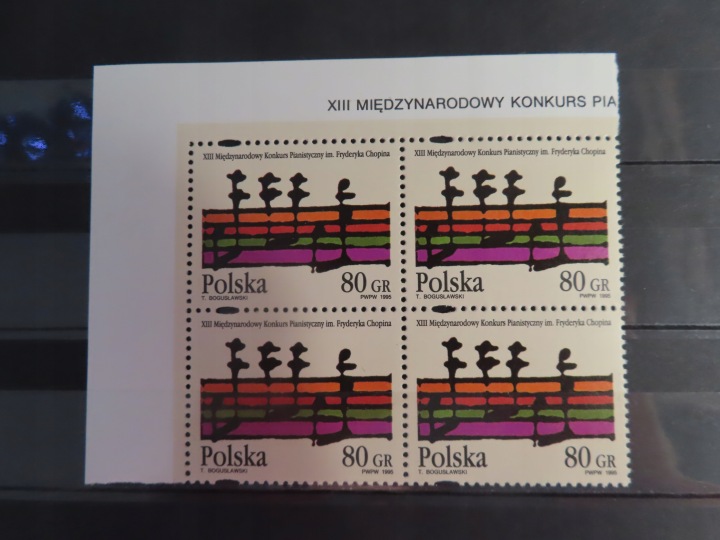 XIII MIĘDZYNARODOWY KONKURS PIA
XIII Międzynarodowy Konkurs Pianistyczny im. Fryderyka Chopina
Polska 80 GR
T. BOGUSŁAWSKI PWPW 1995
XIII Międzynarodowy Konkurs Pianistyczny im. Fryderyka Chopina
Polska 80 GR
T. BOGUSŁAWSKI PWPW 1995
XIII Międzynarodowy Konkurs Pianistyczny im. Fryderyka Chopina
Polska 80 GR
T. BOGUSŁAWSKI PWPW 1995
XIII Międzynarodowy Konkurs Pianistyczny im. Fryderyka Chopina
Polska 80 GR
T. BOGUSŁAWSKI PWPW 1995